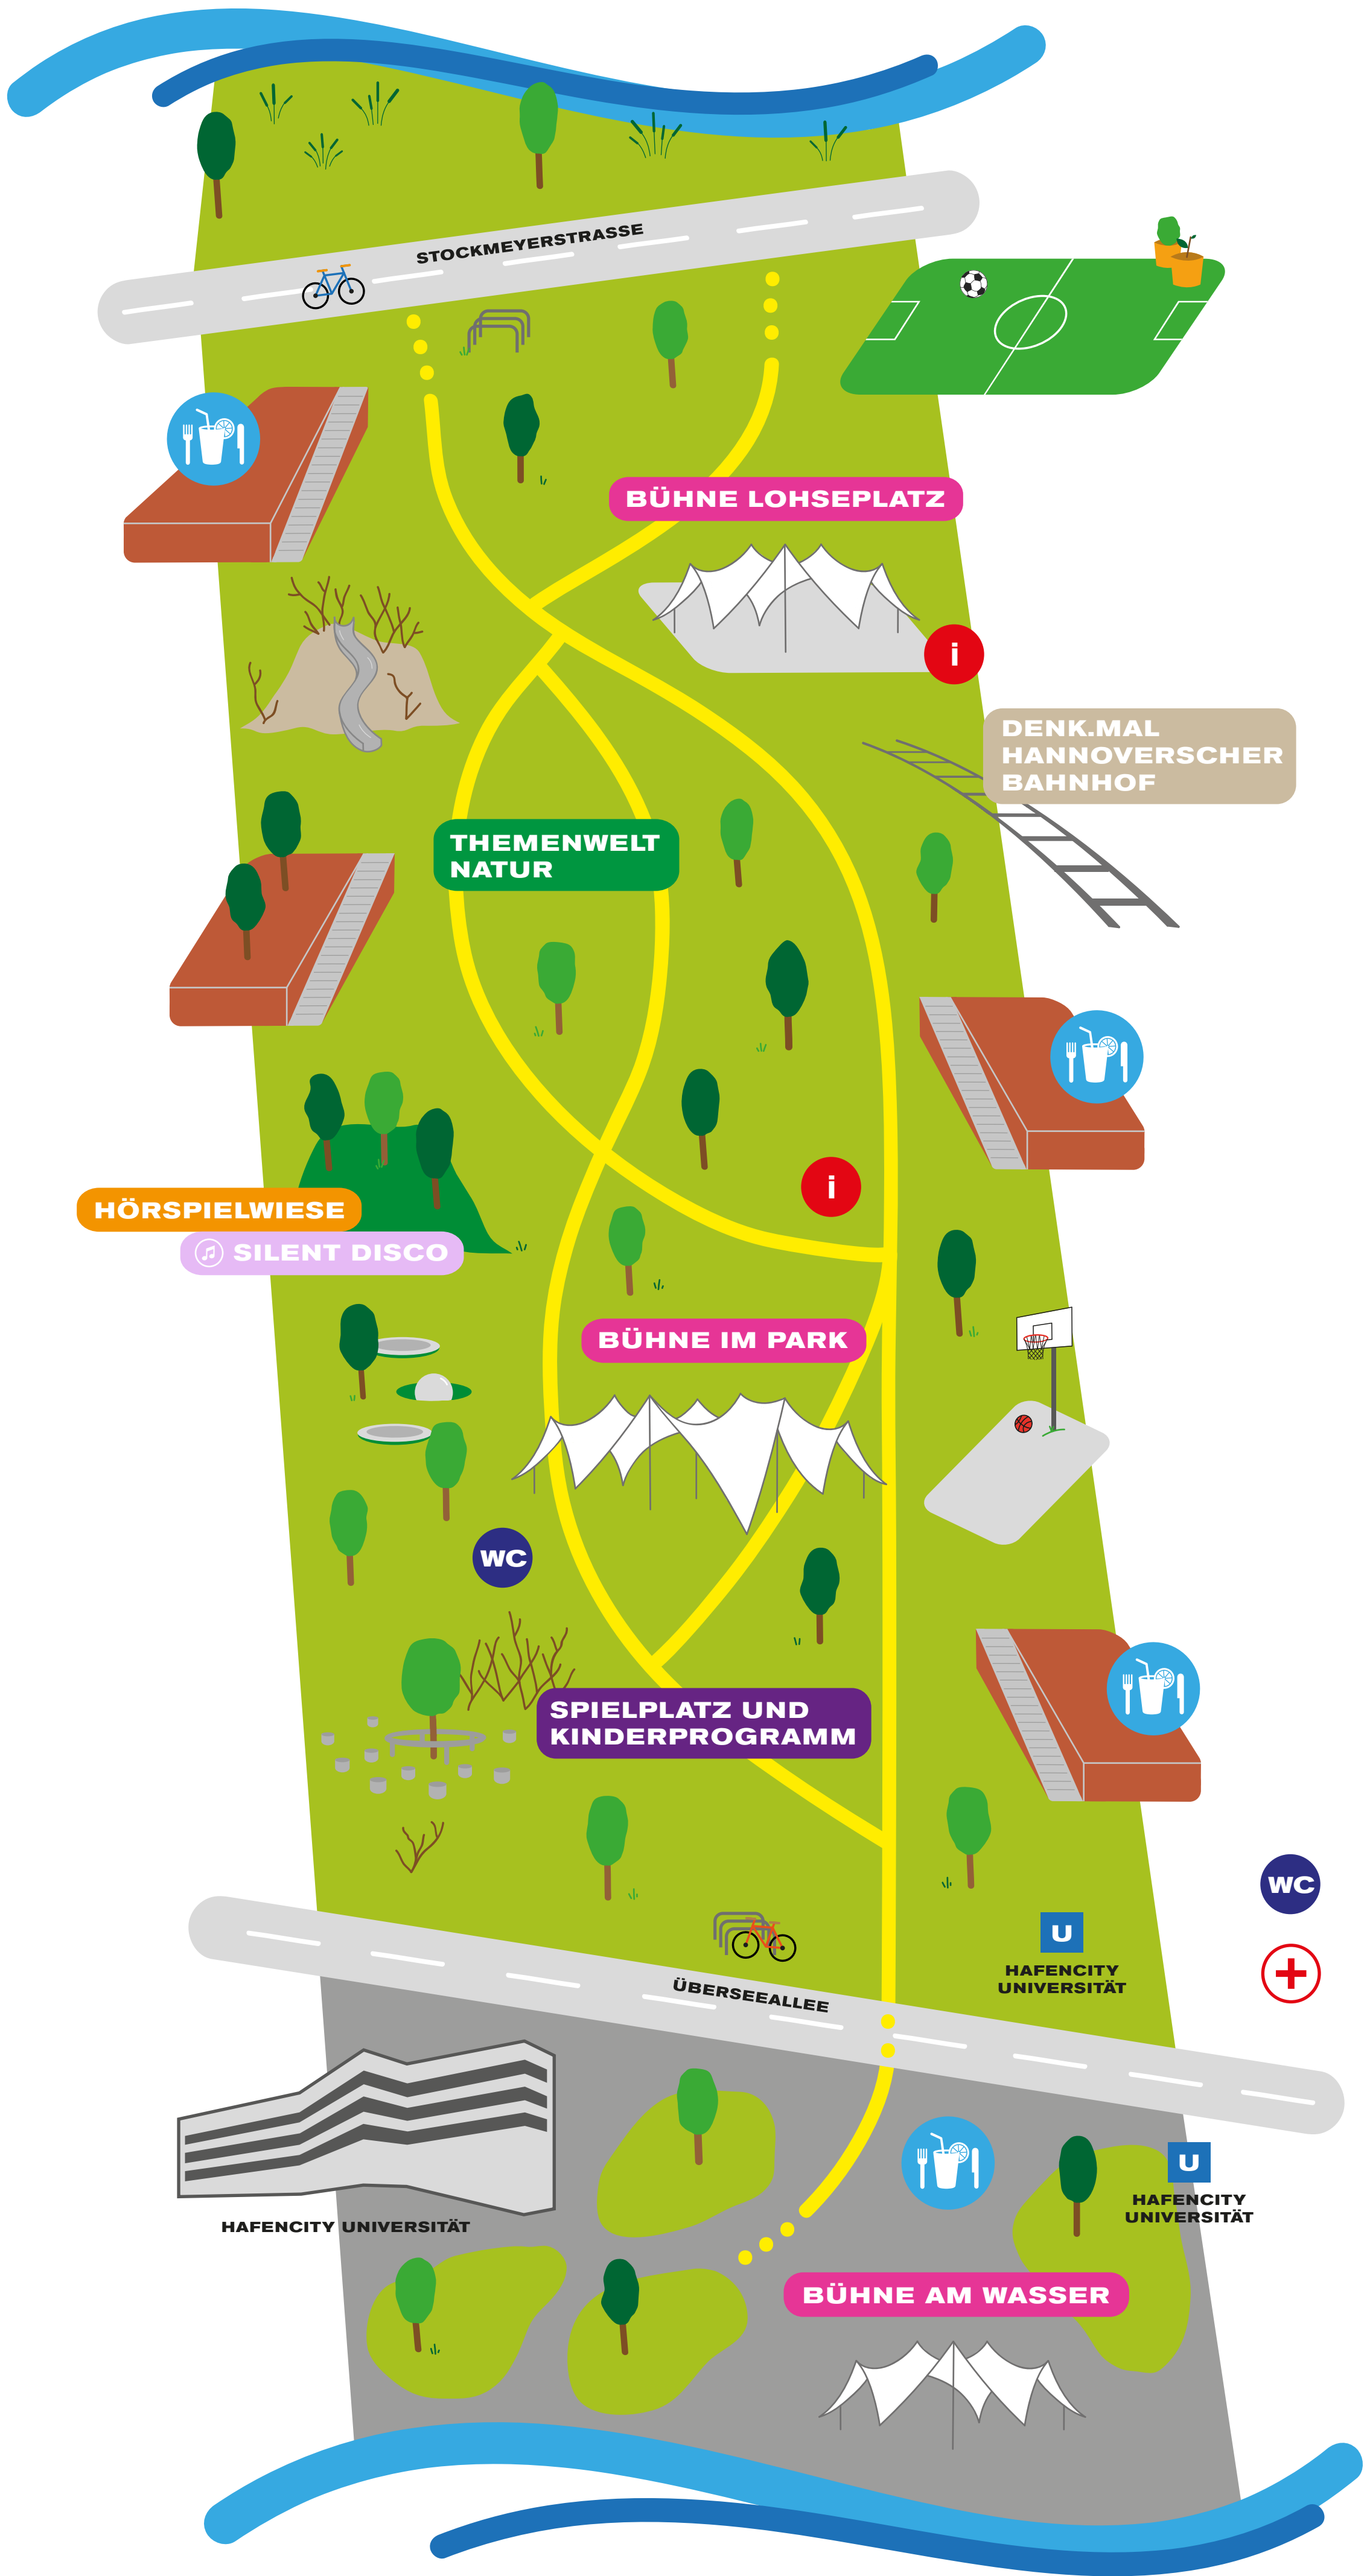 STOCKMEYERSTRASSE
BÜHNE LOHSEPLATZ
i
DENK.MAL
HANNOVERSCHER
BAHNHOF
THEMENWELT
NATUR
i
HÖRSPIELWIESE
SILENT DISCO
BÜHNE IM PARK
WC
SPIELPLATZ UND
KINDERPROGRAMM
WC
U
HAFENCITY
UNIVERSITÄT
ÜBERSEEALLEE
U
HAFENCITY
UNIVERSITÄT
HAFENCITY UNIVERSITÄT
BÜHNE AM WASSER